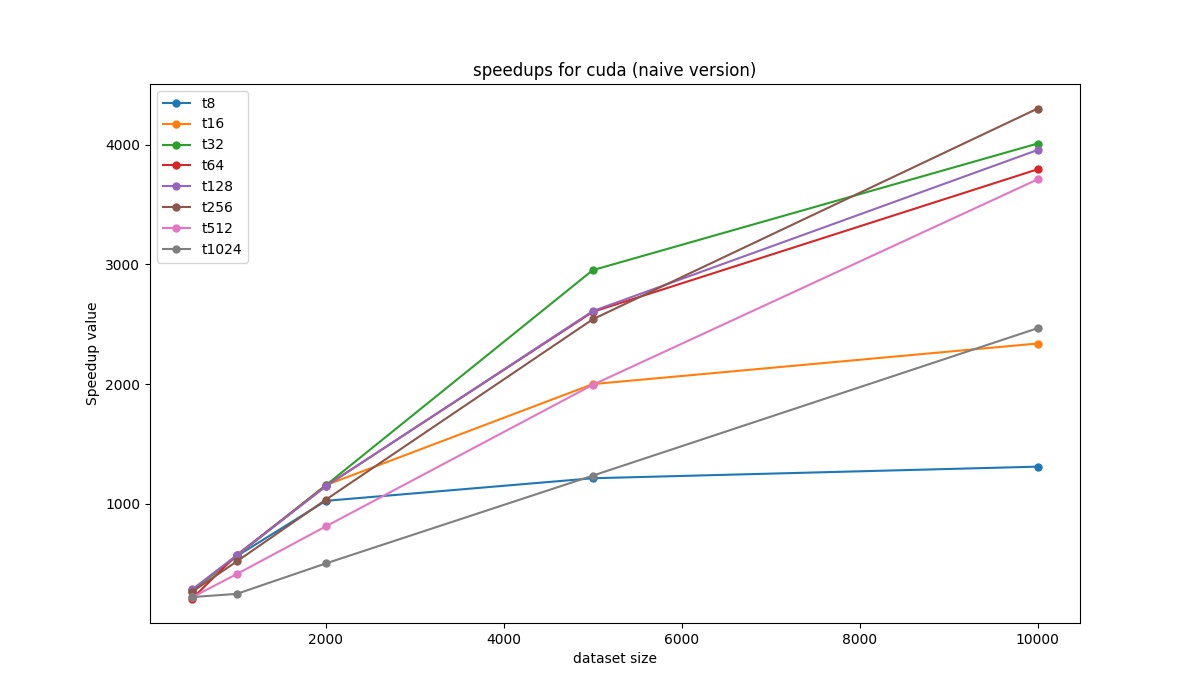 speedups for cuda (naive version)
t8
t16
t32
t64
t128
t256
t512
t1024
4000
3000
2000
1000
Speedup value
2000 4000 6000 8000 10000
dataset size